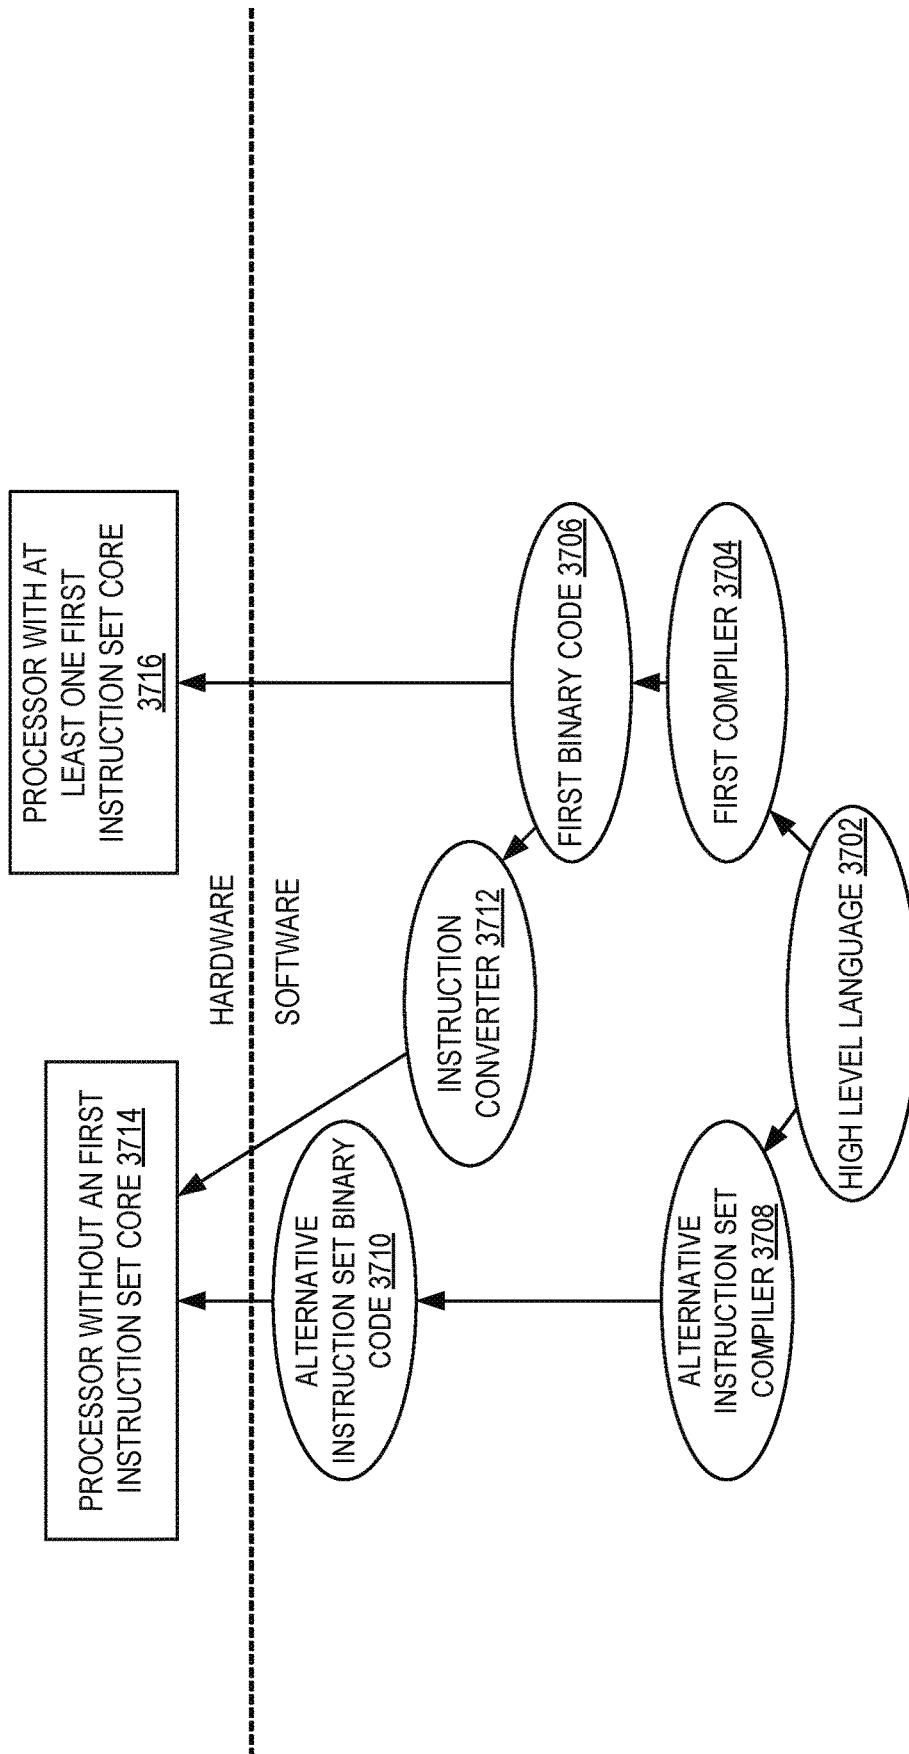 PROCESSOR WITHOUT AN FIRST
INSTRUCTION SET CORE 3714
PROCESSOR WITH AT
LEAST ONE FIRST
INSTRUCTION SET CORE
3716
HARDWARE
SOFTWARE
ALTERNATIVE
INSTRUCTION SET BINARY
CODE 3710
INSTRUCTION
CONVERTER 3712
FIRST BINARY CODE 3706
ALTERNATIVE
INSTRUCTION SET
COMPILER 3708
FIRST COMPILER 3704
HIGH LEVEL LANGUAGE 3702